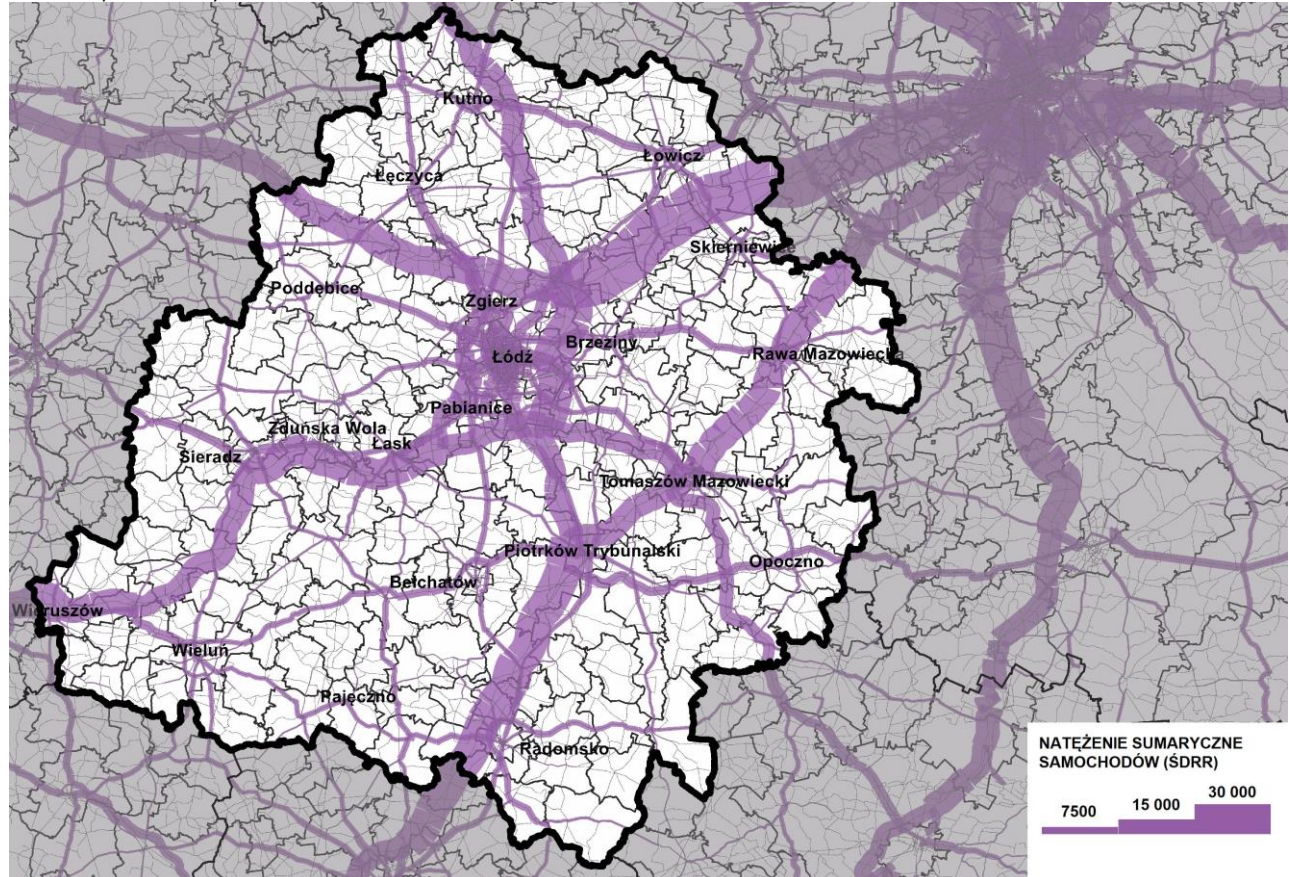 Kutno
Łowicz
Łęczyca
Skierniewice
Poddębice
Zgierz
Brzeziny
Łódź
Rawa Mazowiecka
Pabianice
Zduńska Wola
Łask
Sieradz
Tomaszów Mazowiecki
Piotrków Trybunalski
Opoczno
Bełchatów
Wieruszów
Wieluń
Pajęczno
Radomsko
NATĘŻENIE SUMARYCZNE
SAMOCHODÓW (ŚDRR)
7500 15 000 30 000